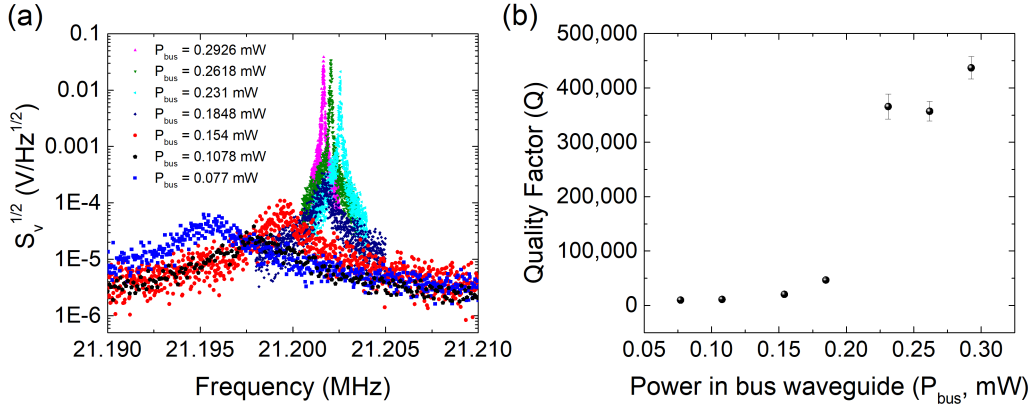 (a)
0.1
0.01
0.001
1E-4
1E-5
1E-6
S_v^1/2 (V/Hz^1/2)
P_bus = 0.2926 mW
P_bus = 0.2618 mW
P_bus = 0.231 mW
P_bus = 0.1848 mW
P_bus = 0.154 mW
P_bus = 0.1078 mW
P_bus = 0.077 mW
21.190 21.195 21.200 21.205 21.210
Frequency (MHz)
(b)
500,000
400,000
300,000
200,000
100,000
0
Quality Factor (Q)
0.05 0.10 0.15 0.20 0.25 0.30
Power in bus waveguide (P_bus, mW)